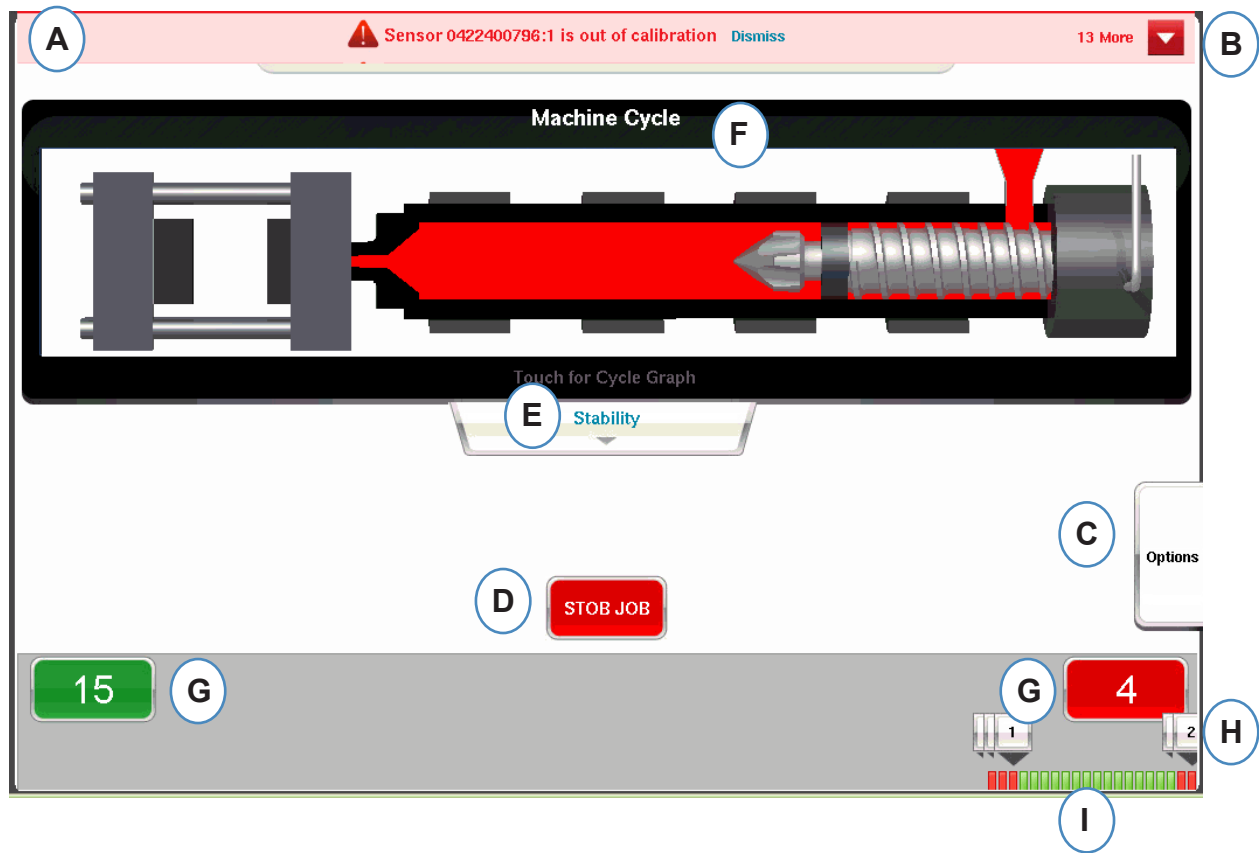 A
Sensor 0422400796:1 is out of calibration Dismiss
13 More
B
Machine Cycle
F
Touch for Cycle Graph
E
Stability
C
Options
D
STOB JOB
15
G
G
4
1
2
H
I